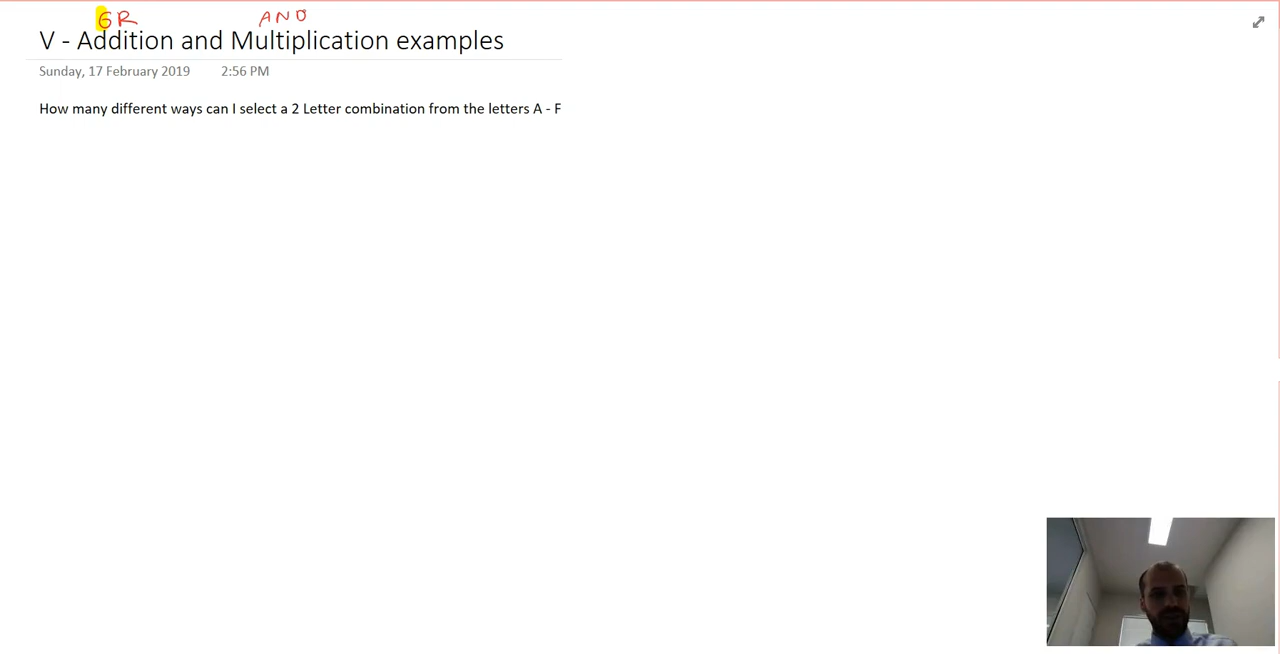 OR AND
V - Addition and Multiplication examples
Sunday, 17 February 2019 2:56 PM
How many different ways can I select a 2 Letter combination from the letters A - F